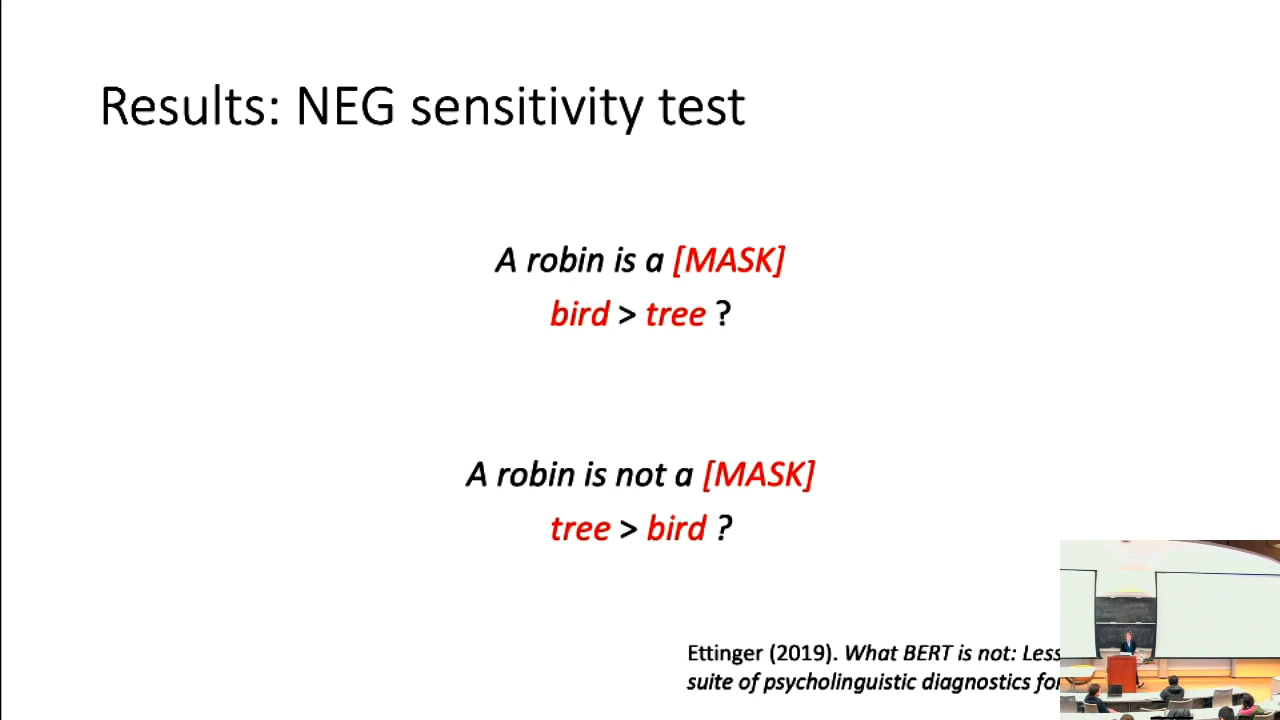 Results: NEG sensitivity test
A robin is a [MASK]
bird > tree ?
A robin is not a [MASK]
tree > bird ?
Ettinger (2019). What BERT is not: Less
suite of psycholinguistic diagnostics for